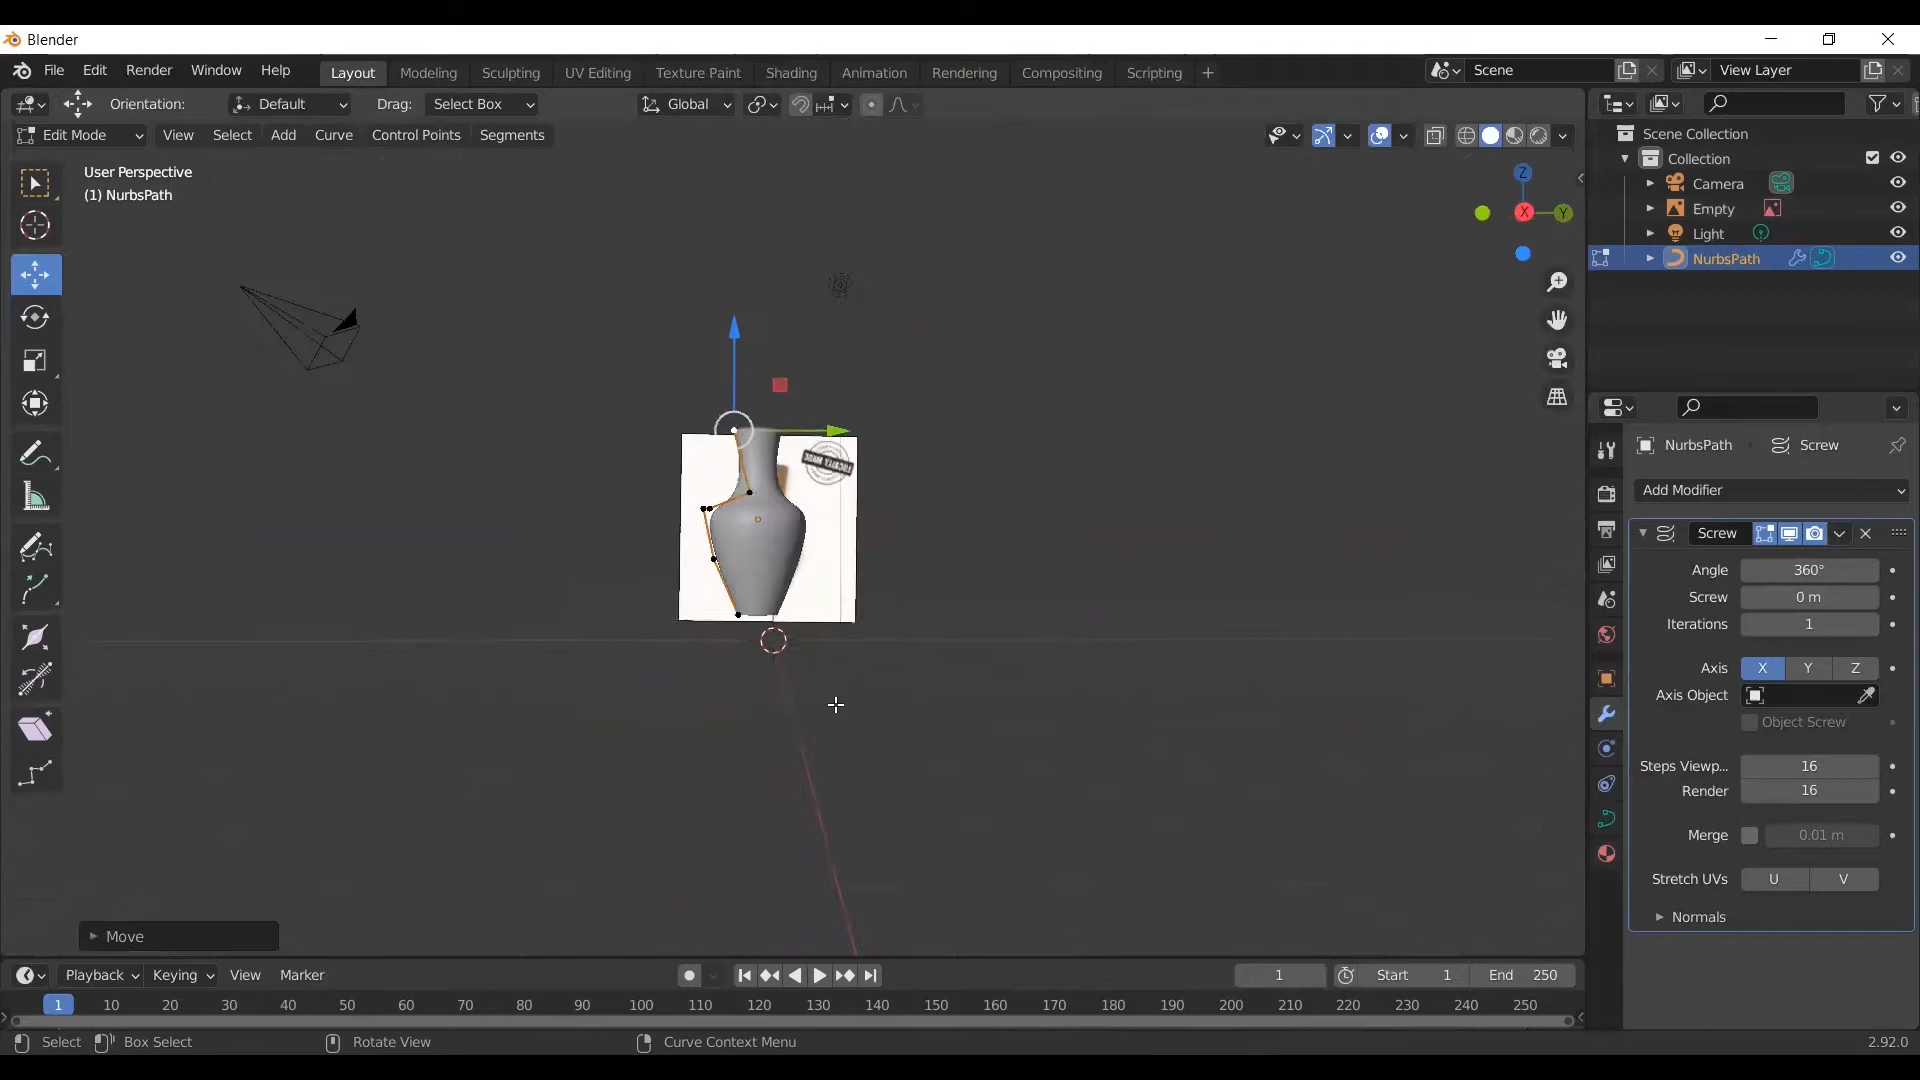 Blender
File Edit Render Window Help Layout Modeling Sculpting UV Editing Texture Paint Shading Animation Rendering Compositing Scripting + Scene View Layer
Orientation: Default Drag: Select Box Global
Edit Mode View Select Add Curve Control Points Segments
User Perspective
(1) NurbsPath
Z
X
Y
Scene Collection
Collection
Camera
Empty
Light
NurbsPath
NurbsPath Screw
Add Modifier
Screw
Angle 360°
Screw 0 m
Iterations 1
Axis X Y Z
Axis Object
Object Screw
Steps Viewp... 16
Render 16
Merge 0.01 m
Stretch UVs U V
Normals
Move
Playback Keying View Marker 1 Start 1 End 250
1 10 20 30 40 50 60 70 80 90 100 110 120 130 140 150 160 170 180 190 200 210 220 230 240 250
Select Box Select Rotate View Curve Context Menu 2.92.0